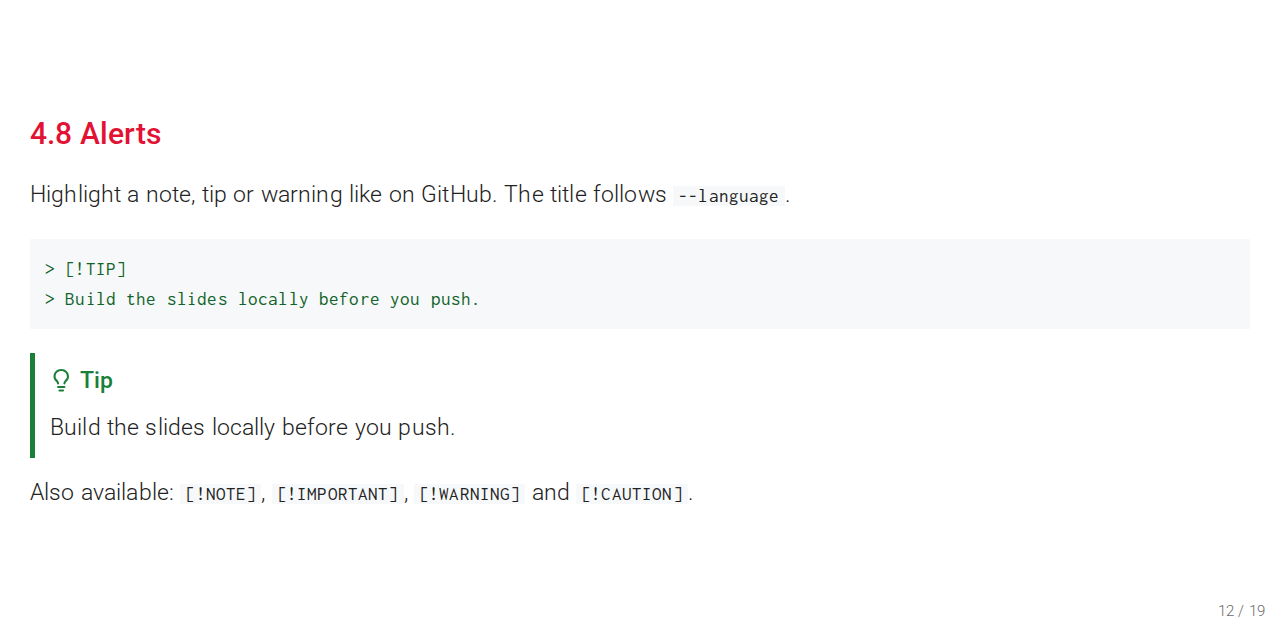 4.8 Alerts
Highlight a note, tip or warning like on GitHub. The title follows --language.
> [!TIP]
> Build the slides locally before you push.
Tip
Build the slides locally before you push.
Also available: [!NOTE], [!IMPORTANT], [!WARNING] and [!CAUTION].
12 / 19